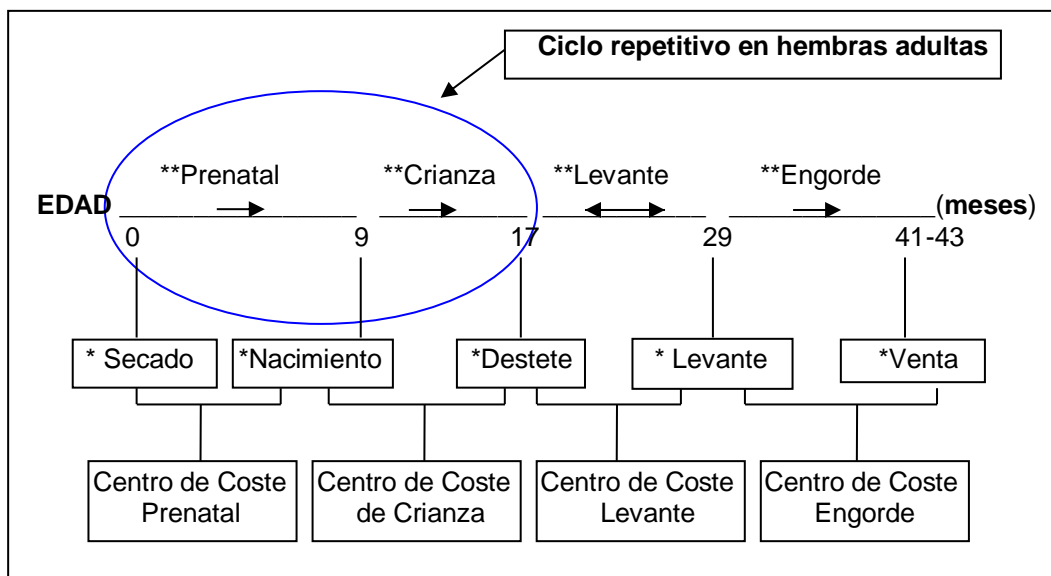 Ciclo repetitivo en hembras adultas
**Prenatal **Crianza **Levante **Engorde
EDAD (meses)
0 9 17 29 41-43
* Secado *Nacimiento *Destete * Levante *Venta
Centro de Coste Centro de Coste Centro de Coste Centro de Coste
Prenatal de Crianza Levante Engorde